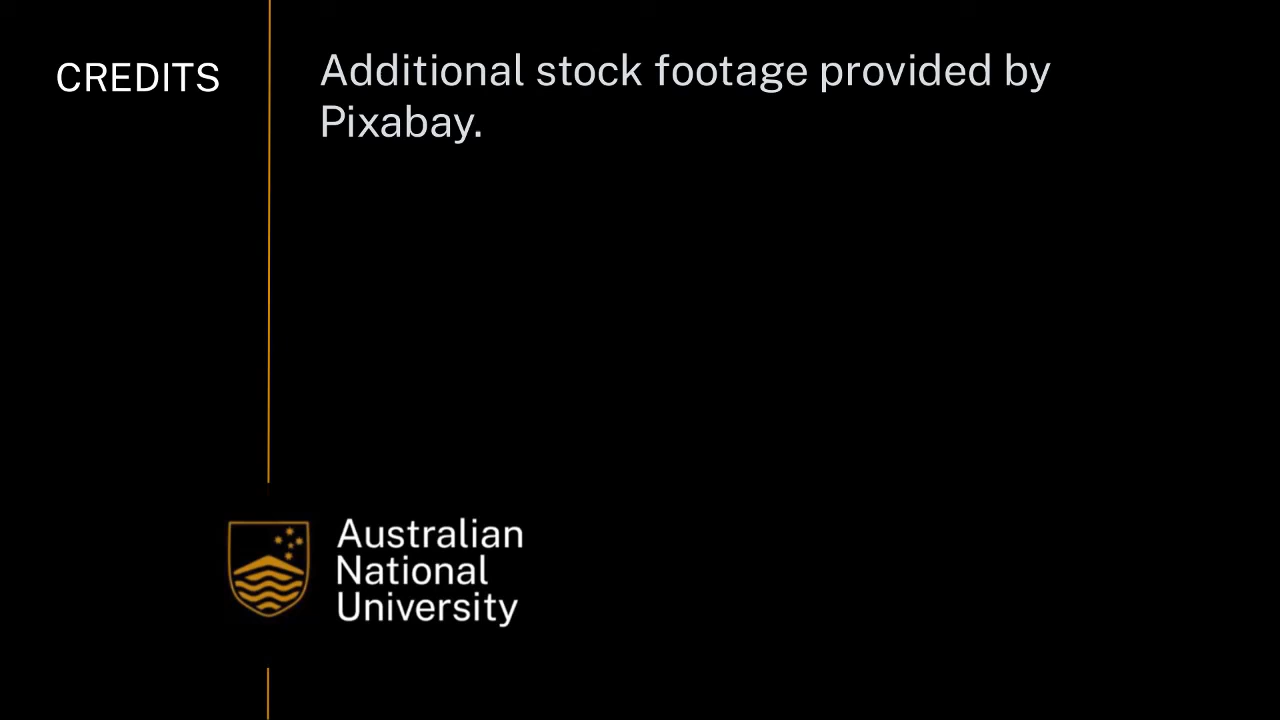 CREDITS
Additional stock footage provided by
Pixabay.
Australian
National
University